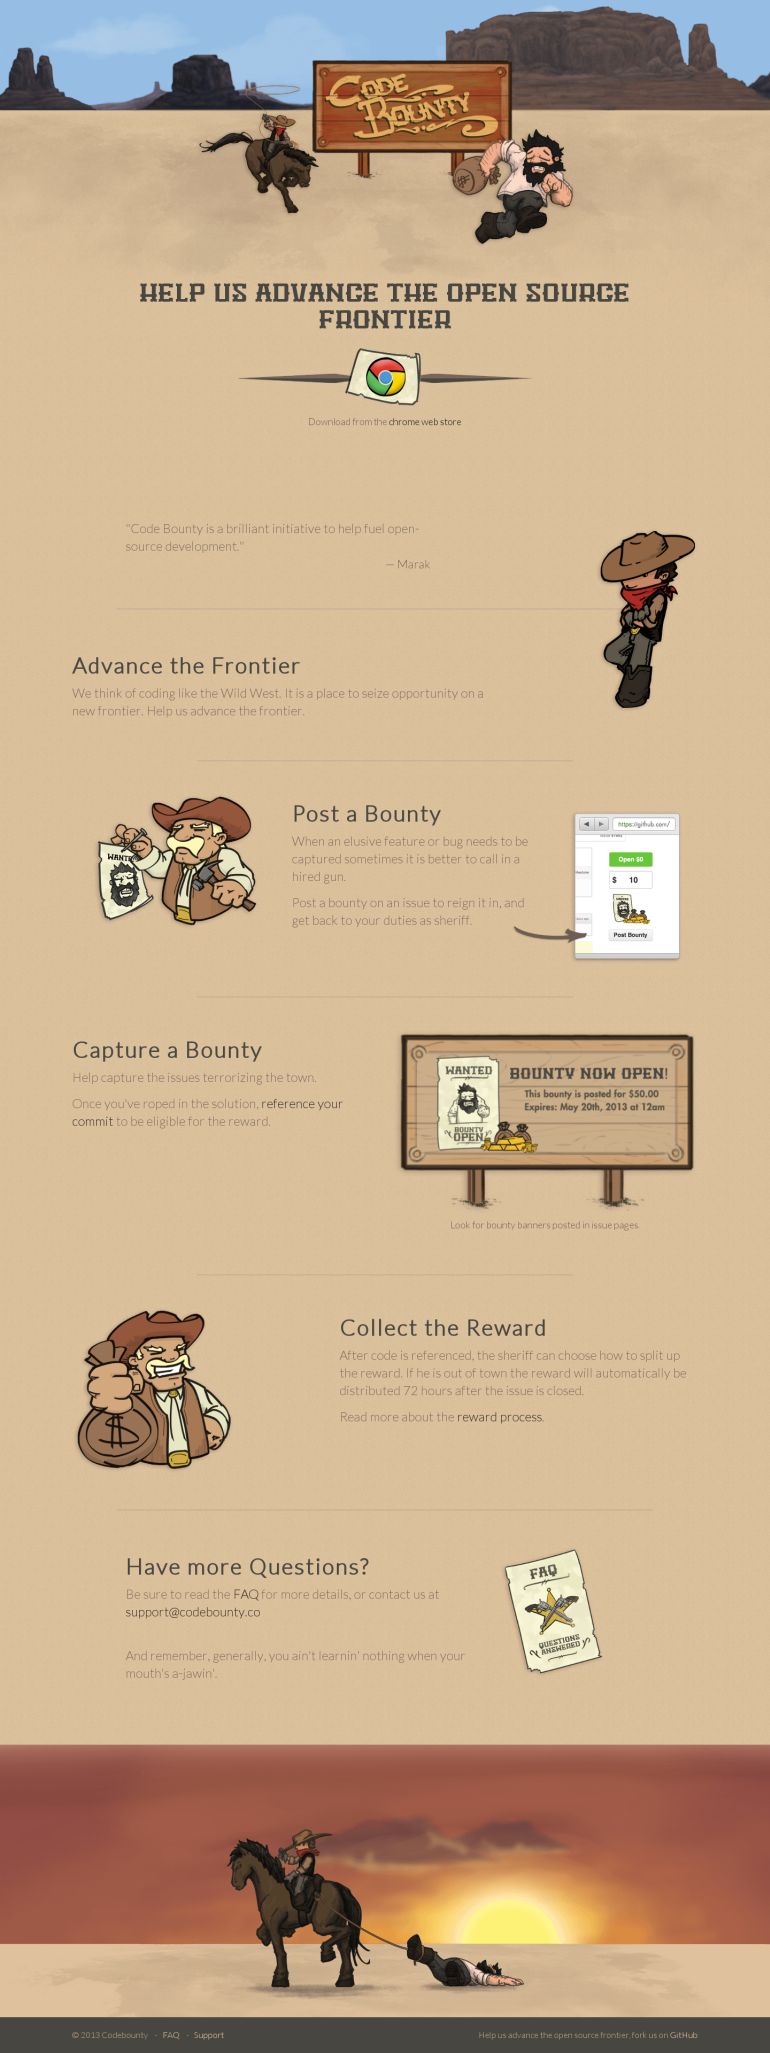 CODE
BOUNTY
HELP US ADVANCE THE OPEN SOURCE
FRONTIER
Download from the chrome web store
"Code Bounty is a brilliant initiative to help fuel open-
source development."
— Marak
Advance the Frontier
We think of coding like the Wild West. It is a place to seize opportunity on a
new frontier. Help us advance the frontier.
WANTED
Post a Bounty
When an elusive feature or bug needs to be
captured sometimes it is better to call in a
hired gun.
Post a bounty on an issue to reign it in, and
get back to your duties as sheriff.
https://github.com/
Open $0
$ 10
Post Bounty
Capture a Bounty
Help capture the issues terrorizing the town.
Once you've roped in the solution, reference your
commit to be eligible for the reward.
WANTED
BOUNTY
OPEN
BOUNTY NOW OPEN!
This bounty is posted for $50.00
Expires: May 20th, 2013 at 12am
Look for bounty banners posted in issue pages.
$
Collect the Reward
After code is referenced, the sheriff can choose how to split up
the reward. If he is out of town the reward will automatically be
distributed 72 hours after the issue is closed.
Read more about the reward process.
Have more Questions?
Be sure to read the FAQ for more details, or contact us at
support@codebounty.co
And remember, generally, you ain't learnin' nothing when your
mouth's a-jawin'.
FAQ
QUESTIONS
ANSWERED
© 2013 Codebounty - FAQ - Support
Help us advance the open source frontier, fork us on GitHub